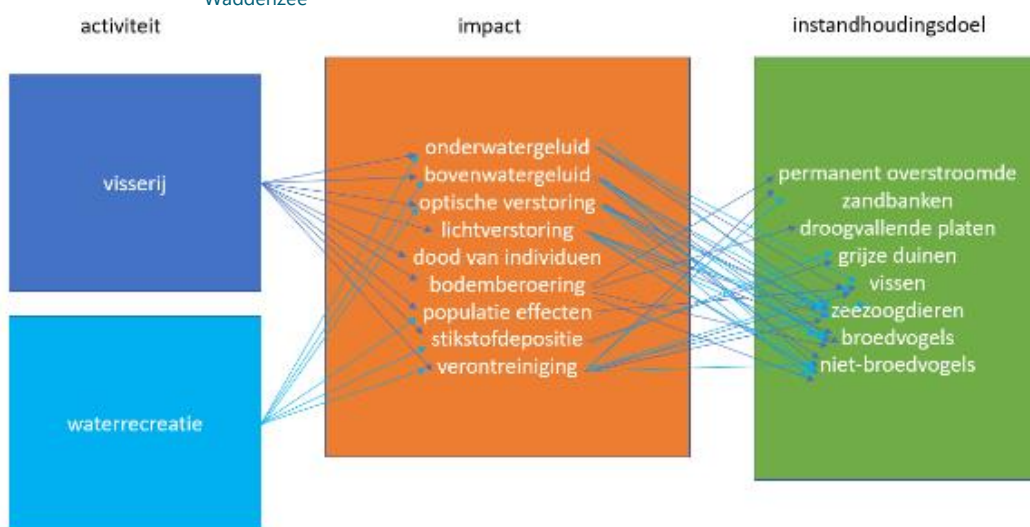 Waddenzee
activiteit
impact
instandhoudingsdoel
visserij
waterrecreatie
onderwatergeluid
bovenwatergeluid
optische verstoring
lichtverstoring
dood van individuen
bodemberoering
populatie effecten
stikstofdepositie
verontreiniging
permanent overstroomde
zandbanken
droogvallende platen
grijze duinen
vissen
zeezoogdieren
broedvogels
niet-broedvogels